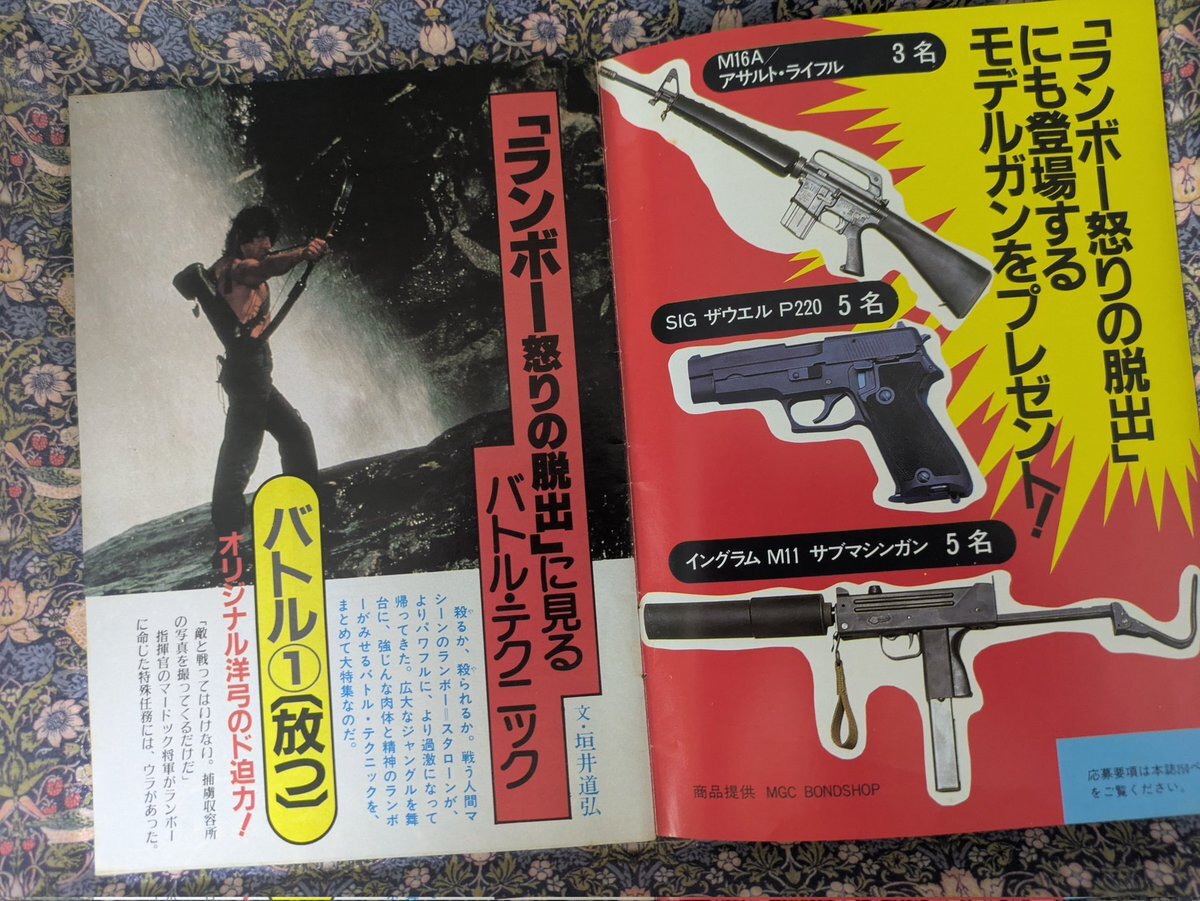 「ランボー怒りの脱出」
にも登場する
モデルガンをプレゼント!
M16A/
アサルト・ライフル 3名
SIG ザウエル P220 5名
イングラム M11 サブマシンガン 5名
商品提供 MGC BONDSHOP
応募要項は本誌
をご覧ください。
「ランボー怒りの脱出」に見る
バトル・テクニック
文・垣井道弘
殺るか、殺られるか。戦う人間マ
シーンのランボー=スタローンが、
よりパワフルに、より過激になって
帰ってきた。広大なジャングルを舞
台に、強じんな肉体と精神のランボ
ーがみせるバトル・テクニックを、
まとめて大特集なのだ。
バトル①〔放つ〕
オリジナル洋弓のド迫力!
「敵と戦ってはいけない。捕虜収容所
の写真を撮ってくるだけだ」
指揮官のマードック将軍がランボー
に命じた特殊任務には、ウラがあった。